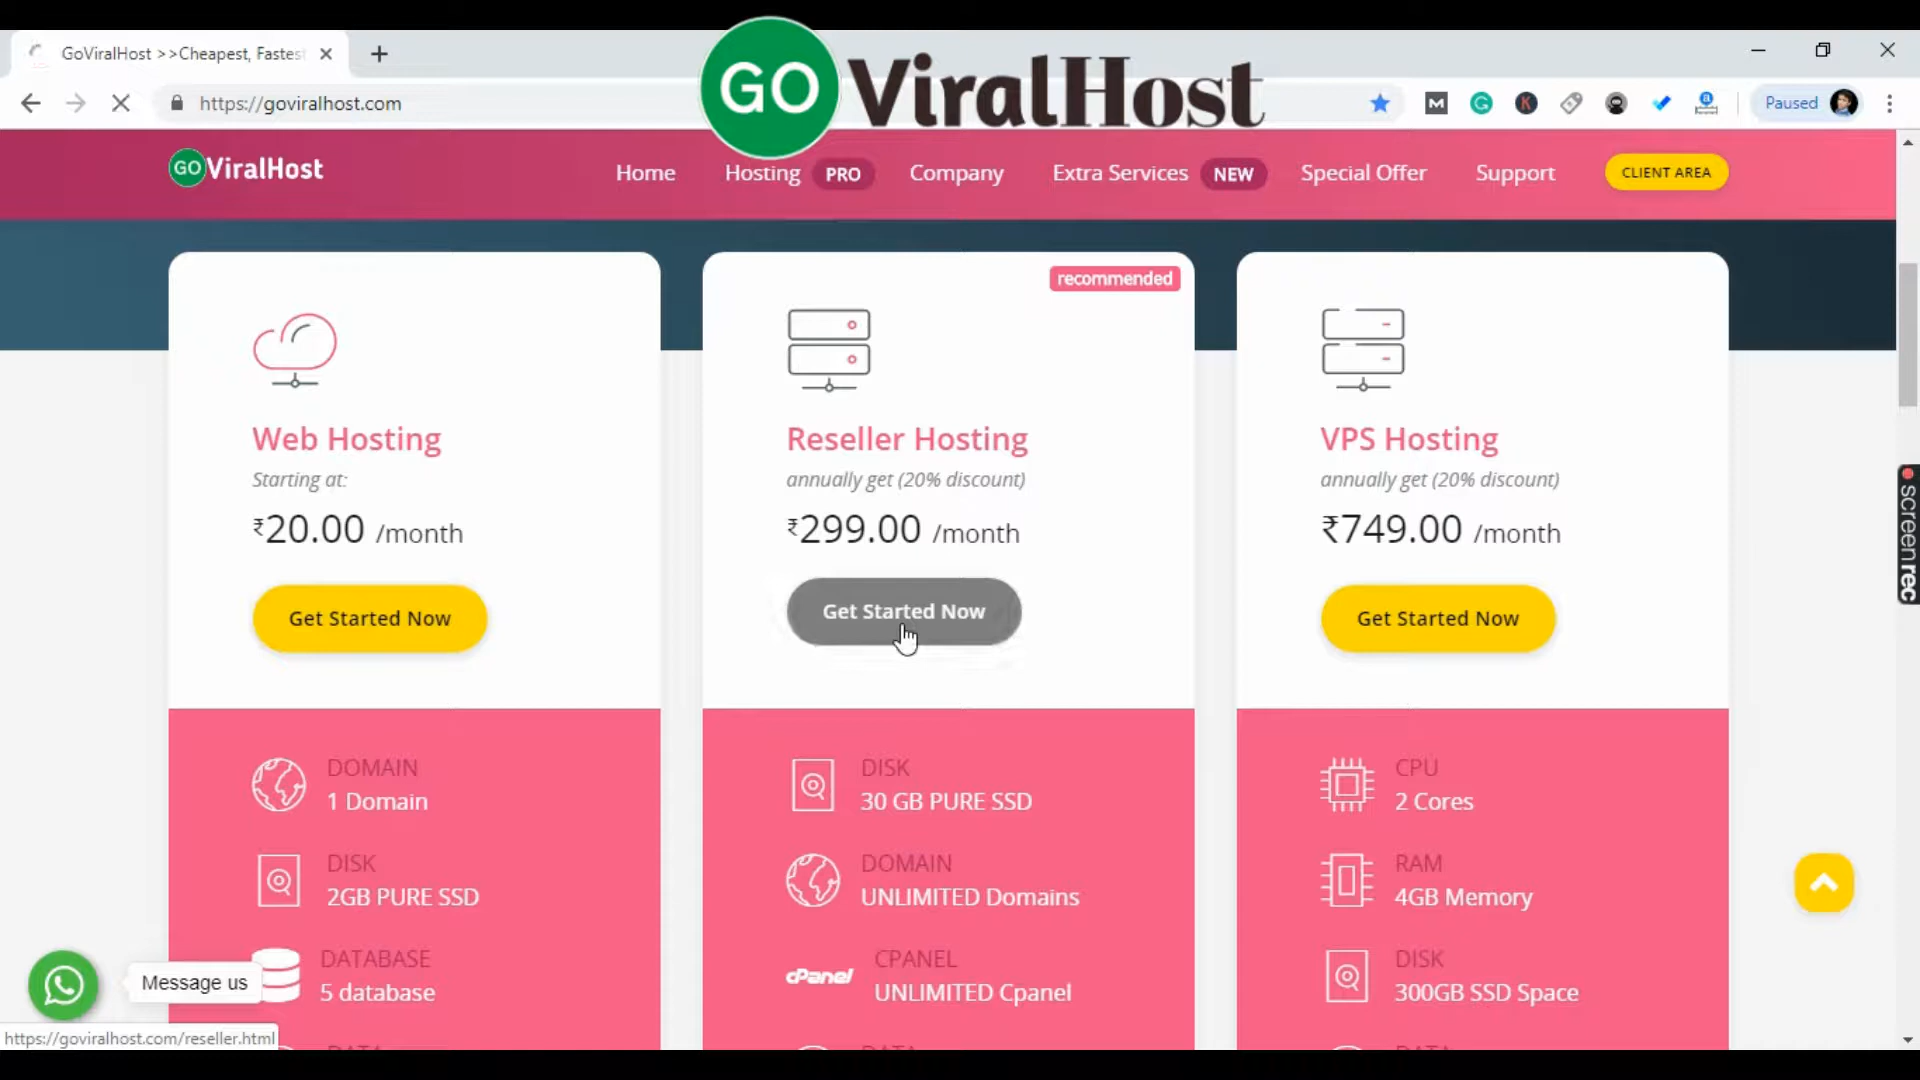 GO ViralHost
GoViralHost >>Cheapest, Fastest
https://goviralhost.com
Paused
GO ViralHost
Home
Hosting PRO
Company
Extra Services NEW
Special Offer
Support
CLIENT AREA
Web Hosting
Starting at:
₹20.00 /month
Get Started Now
DOMAIN
1 Domain
DISK
2GB PURE SSD
DATABASE
5 database
recommended
Reseller Hosting
annually get (20% discount)
₹299.00 /month
Get Started Now
DISK
30 GB PURE SSD
DOMAIN
UNLIMITED Domains
cPanel
CPANEL
UNLIMITED Cpanel
VPS Hosting
annually get (20% discount)
₹749.00 /month
Get Started Now
CPU
2 Cores
RAM
4GB Memory
DISK
300GB SSD Space
screenrec
Message us
https://goviralhost.com/reseller.html